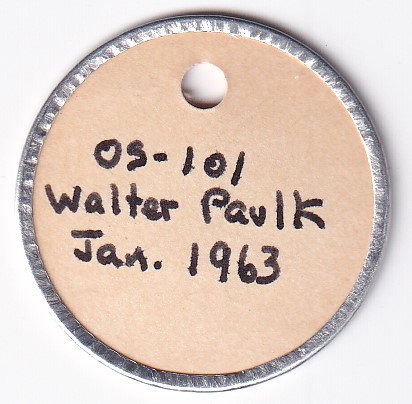 OS-101
Walter Paulk
Jan. 1963